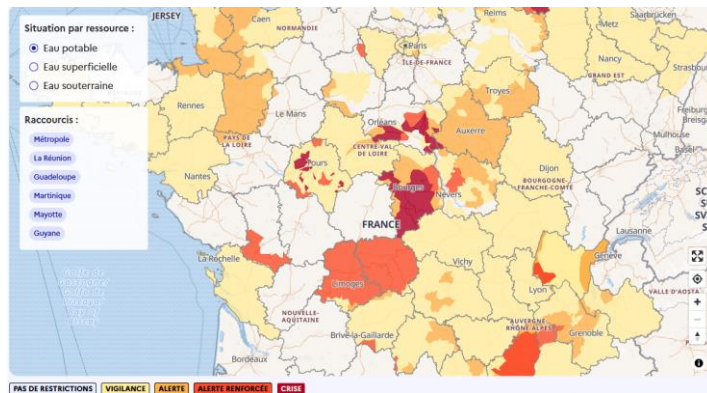 JERSEY
Caen
NORMANDIE
Reims
Saarbrücken
Metz
Situation par ressource :
Eau potable
Eau superficielle
Eau souterraine
Paris
ÎLE-DE-FRANCE
Nancy
GRAND EST
Strasbou
Rennes
Le Mans
Troyes
Orléans
Auxerre
Freiburg
Breisga
Mulhouse
Basel
PAYS DE
LA LOIRE
CENTRE-VAL
DE LOIRE
Raccourcis :
Métropole
La Réunion
Guadeloupe
Martinique
Mayotte
Guyane
Tours
Nantes
Bourges
Nevers
Dijon
BOURGOGNE-
FRANCHE-COMTÉ
FRANCE
Lausanne
Genève
La Rochelle
Vichy
Limoges
Lyon
VALLE D'AOSTA
NOUVELLE-
AQUITAINE
Brive-la-Gaillarde
AUVERGNE-
RHÔNE-ALPES
Grenoble
Bordeaux
PAS DE RESTRICTIONS VIGILANCE ALERTE ALERTE RENFORCÉE CRISE